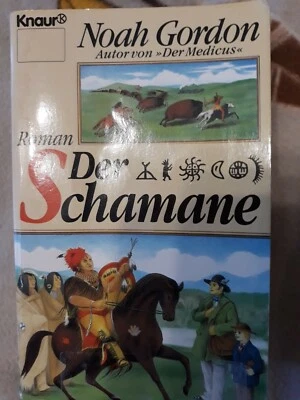 Knaur®
Noah Gordon
Autor von »Der Medicus«
Roman
Der
Schamane